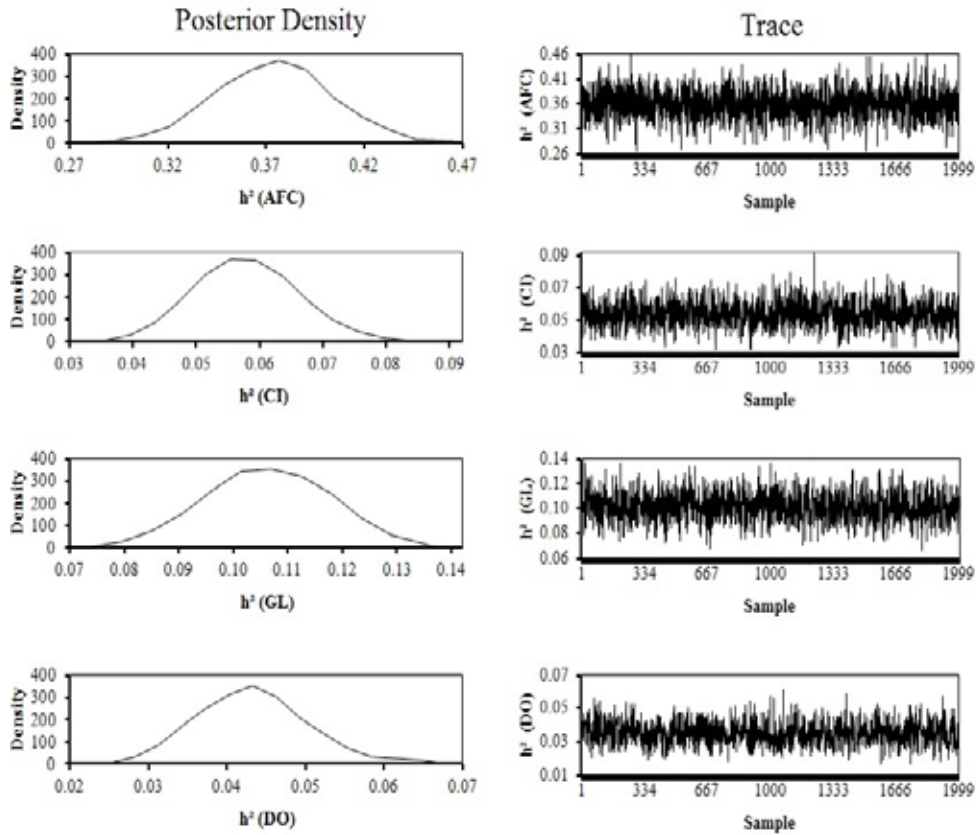 Posterior Density
Trace
Density
400
300
200
100
0
0.27 0.32 0.37 0.42 0.47
h² (AFC)
h² (AFC)
0.46
0.41
0.36
0.31
0.26
1 334 667 1000 1333 1666 1999
Sample
Density
400
300
200
100
0
0.03 0.04 0.05 0.06 0.07 0.08 0.09
h² (CI)
h² (CI)
0.09
0.07
0.05
0.03
1 334 667 1000 1333 1666 1999
Sample
Density
400
300
200
100
0
0.07 0.08 0.09 0.10 0.11 0.12 0.13 0.14
h² (GL)
h² (GL)
0.14
0.12
0.10
0.08
0.06
1 334 667 1000 1333 1666 1999
Sample
Density
400
300
200
100
0
0.02 0.03 0.04 0.05 0.06 0.07
h² (DO)
h² (DO)
0.07
0.05
0.03
0.01
1 334 667 1000 1333 1666 1999
Sample